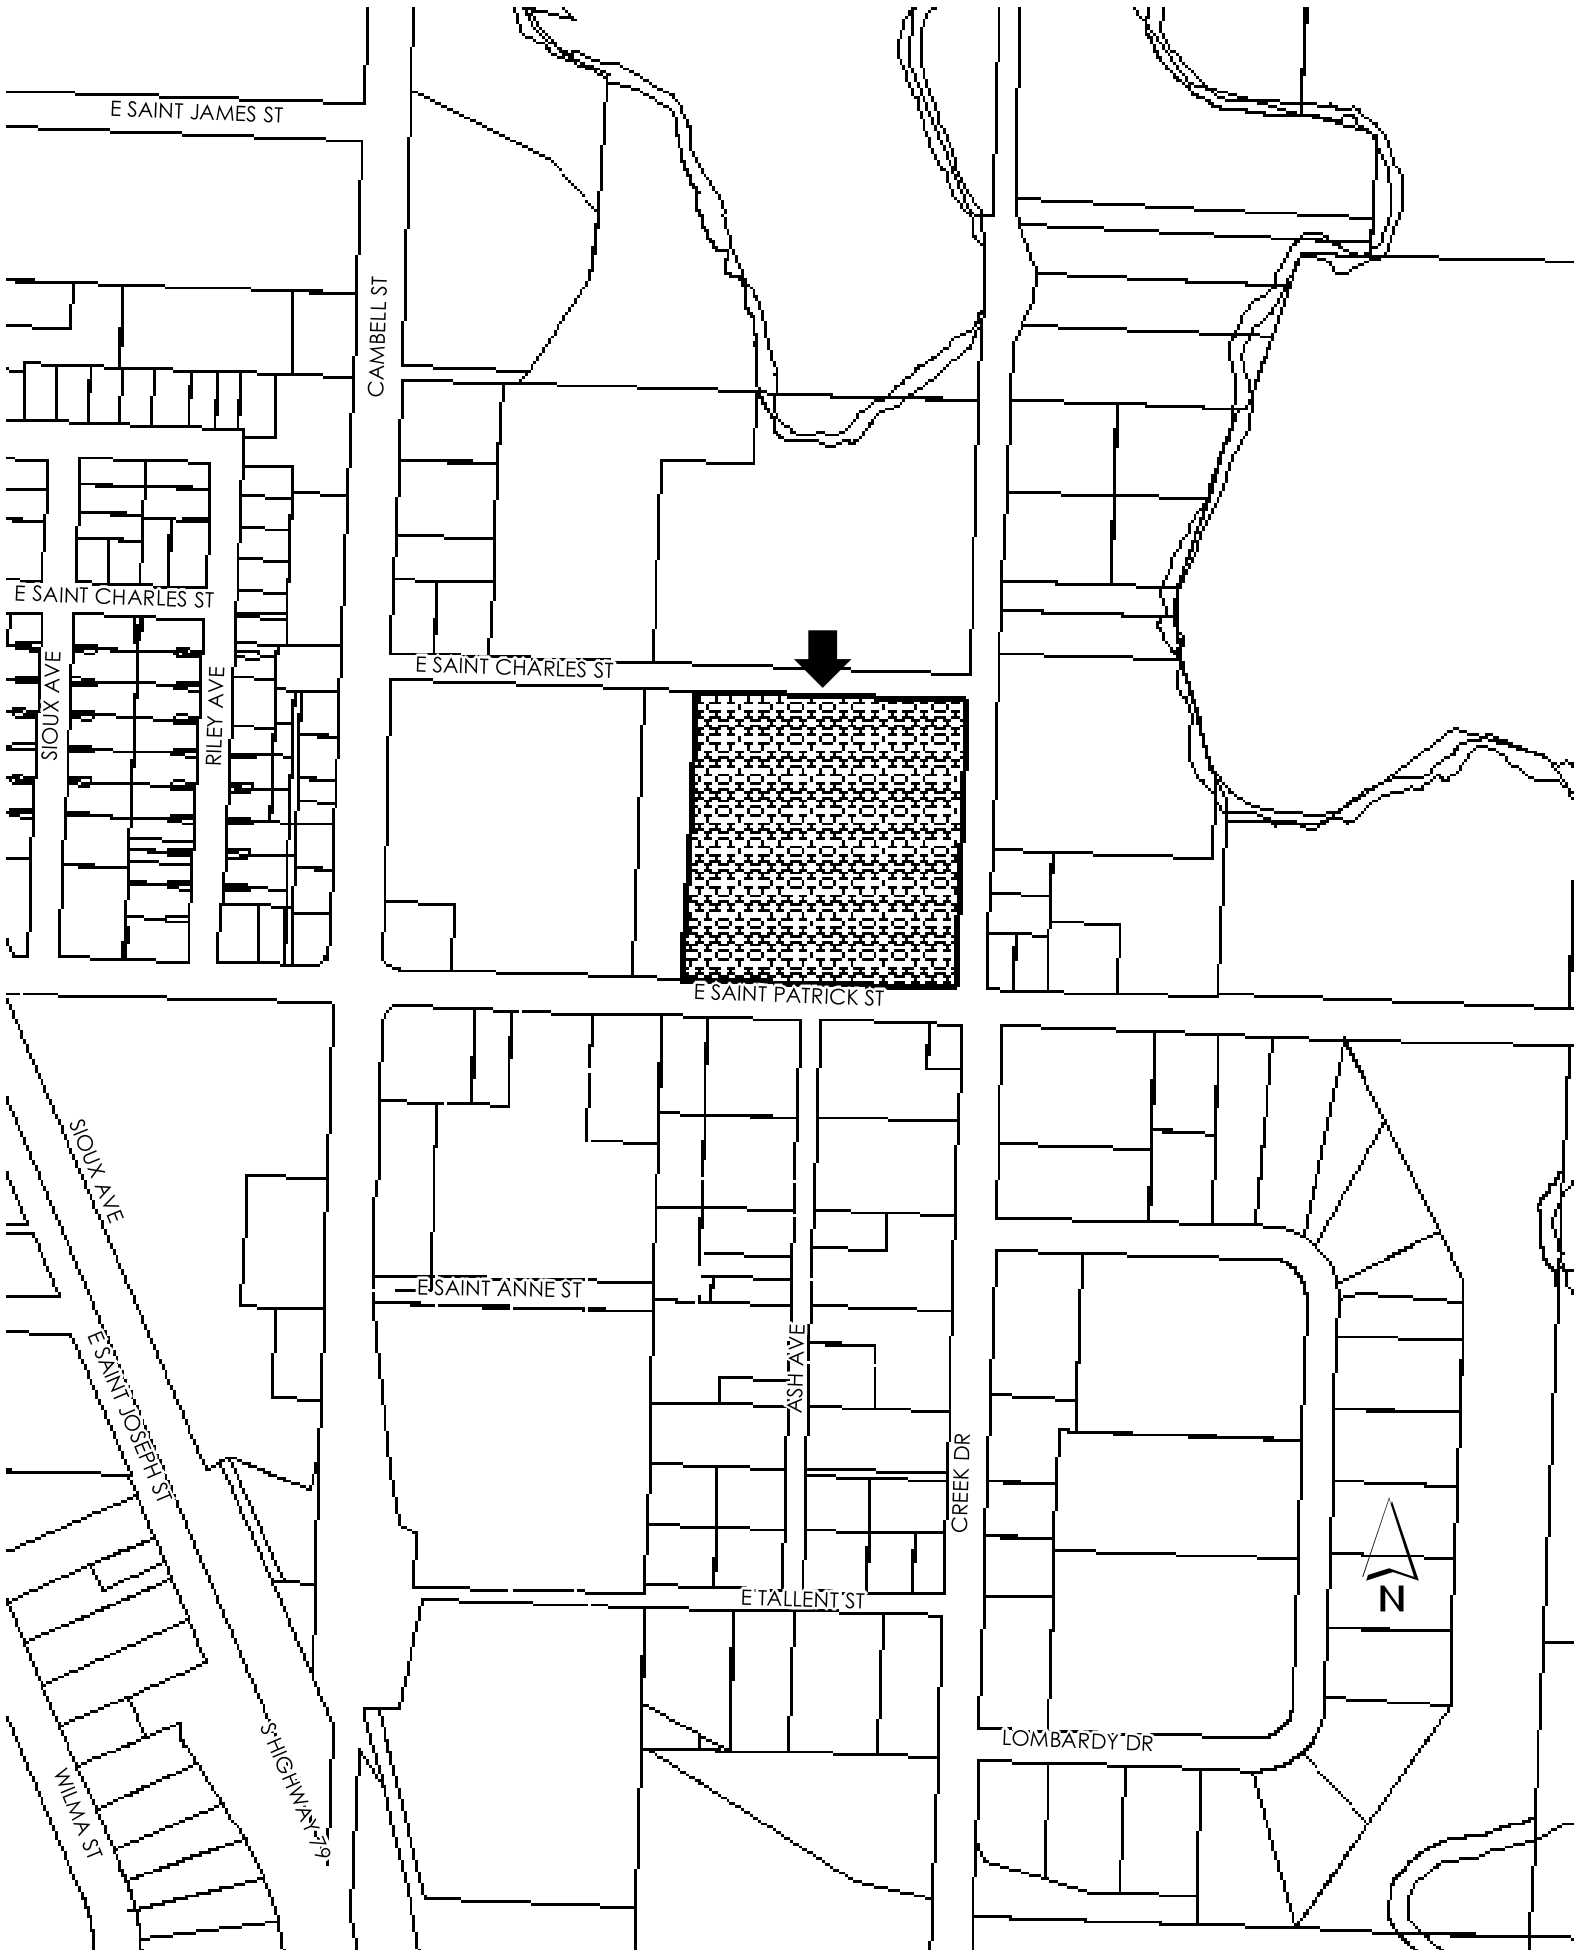 E SAINT JAMES ST
CAMBELL ST
E SAINT CHARLES ST
E SAINT CHARLES ST
SIOUX AVE
RILEY AVE
E SAINT PATRICK ST
SIOUX AVE
E SAINT ANNE ST
E SAINT JOSEPH ST
ASH AVE
CREEK DR
N
E TALLENT ST
LOMBARDY DR
S HIGHWAY 79
WILMA ST